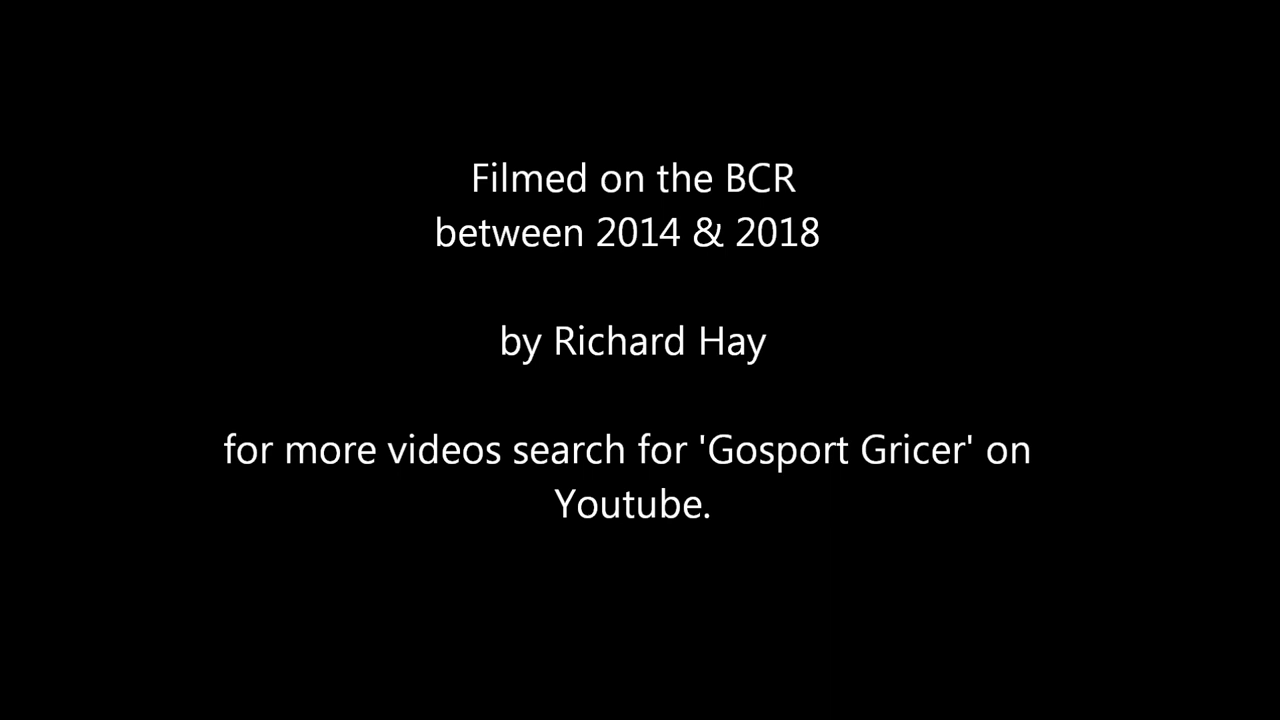 Filmed on the BCR
between 2014 & 2018
by Richard Hay
for more videos search for 'Gosport Gricer' on
Youtube.